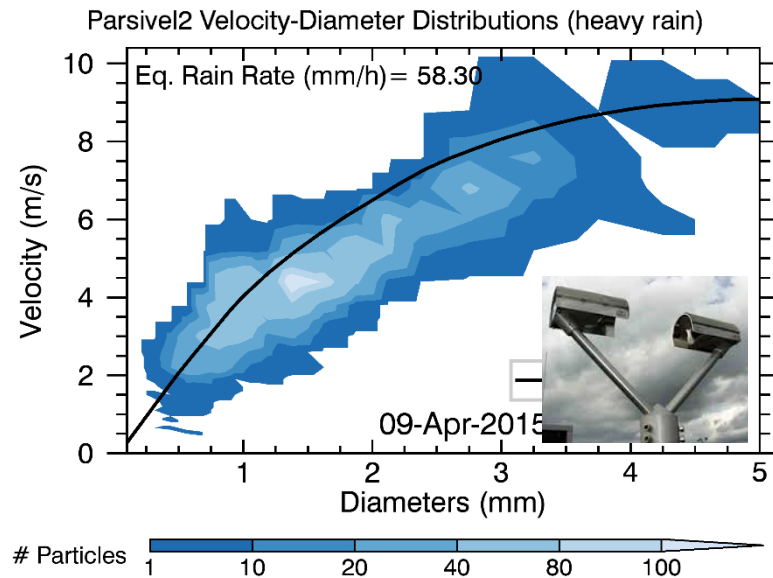 Parsivel2 Velocity-Diameter Distributions (heavy rain)
Eq. Rain Rate (mm/h)= 58.30
10
8
6
4
2
0
Velocity (m/s)
09-Apr-2015
1 2 3 4 5
Diameters (mm)
# Particles
1 10 20 40 80 100